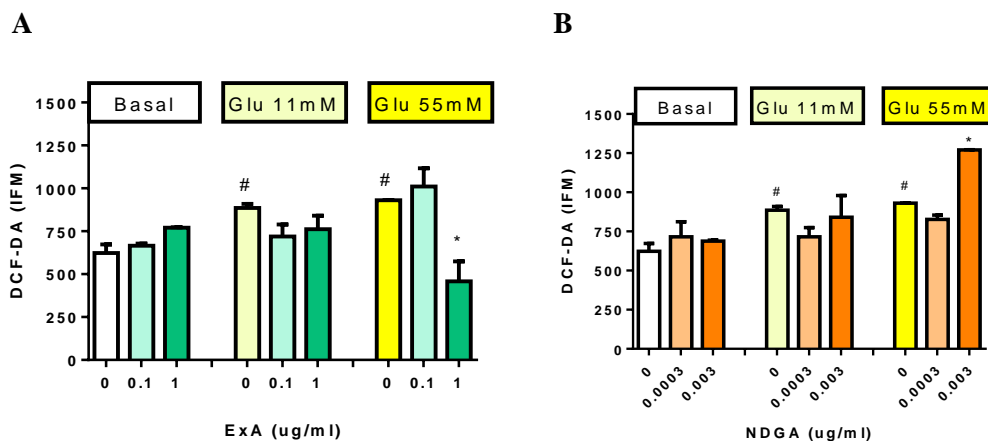 A
B
Basal
Glu 11mM
Glu 55mM
DCF-DA (IFM)
1500
1250
1000
750
500
250
0
#
#
*
0 0.1 1 0 0.1 1 0 0.1 1
ExA (ug/ml)
Basal
Glu 11mM
Glu 55mM
DCF-DA (IFM)
1500
1250
1000
750
500
250
0
#
#
*
0 0.0003 0.003 0 0.0003 0.003 0 0.0003 0.003
NDGA (ug/ml)